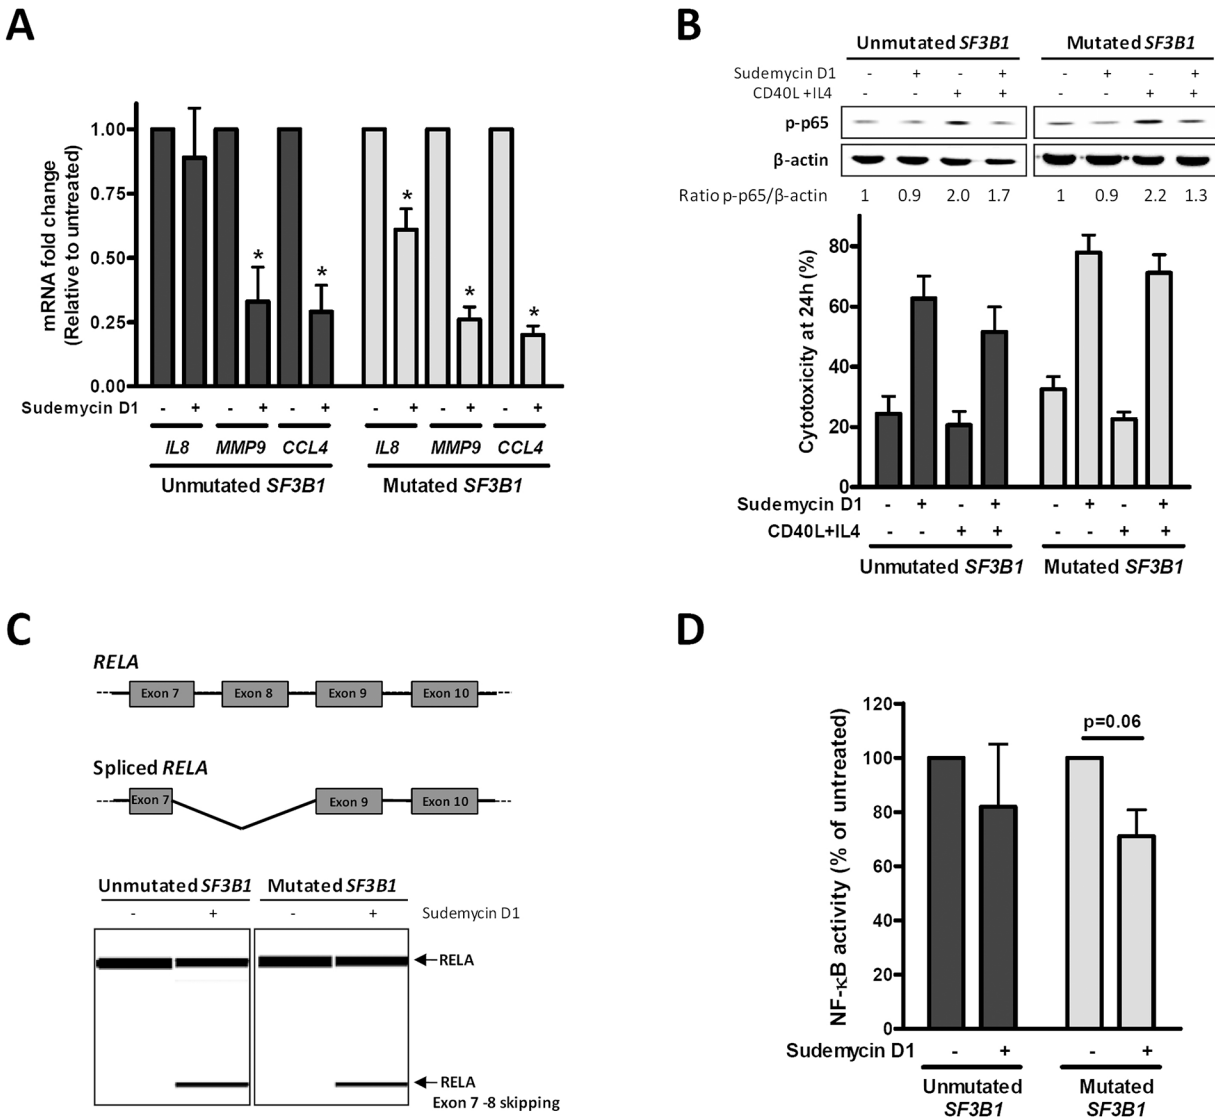 A
mRNA fold change
(Relative to untreated)
1.00
0.75
0.50
0.25
0.00
* * * * *
Sudemycin D1 - + - + - + - + - + - +
IL8 MMP9 CCL4 IL8 MMP9 CCL4
Unmutated SF3B1 Mutated SF3B1
B
Unmutated SF3B1 Mutated SF3B1
Sudemycin D1 - + - + - + - +
CD40L +IL4 - - + + - - + +
p-p65
β-actin
Ratio p-p65/β-actin 1 0.9 2.0 1.7 1 0.9 2.2 1.3
Cytotoxicity at 24h (%)
80
60
40
20
0
Sudemycin D1 - + - + - + - +
CD40L+IL4 - - + + - - + +
Unmutated SF3B1 Mutated SF3B1
C
RELA
Exon 7 Exon 8 Exon 9 Exon 10
Spliced RELA
Exon 7 Exon 9 Exon 10
Unmutated SF3B1 Mutated SF3B1
- + - + Sudemycin D1
RELA
RELA
Exon 7 -8 skipping
D
NF-κB activity (% of untreated)
120
100
80
60
40
20
0
p=0.06
Sudemycin D1 - + - +
Unmutated Mutated
SF3B1 SF3B1